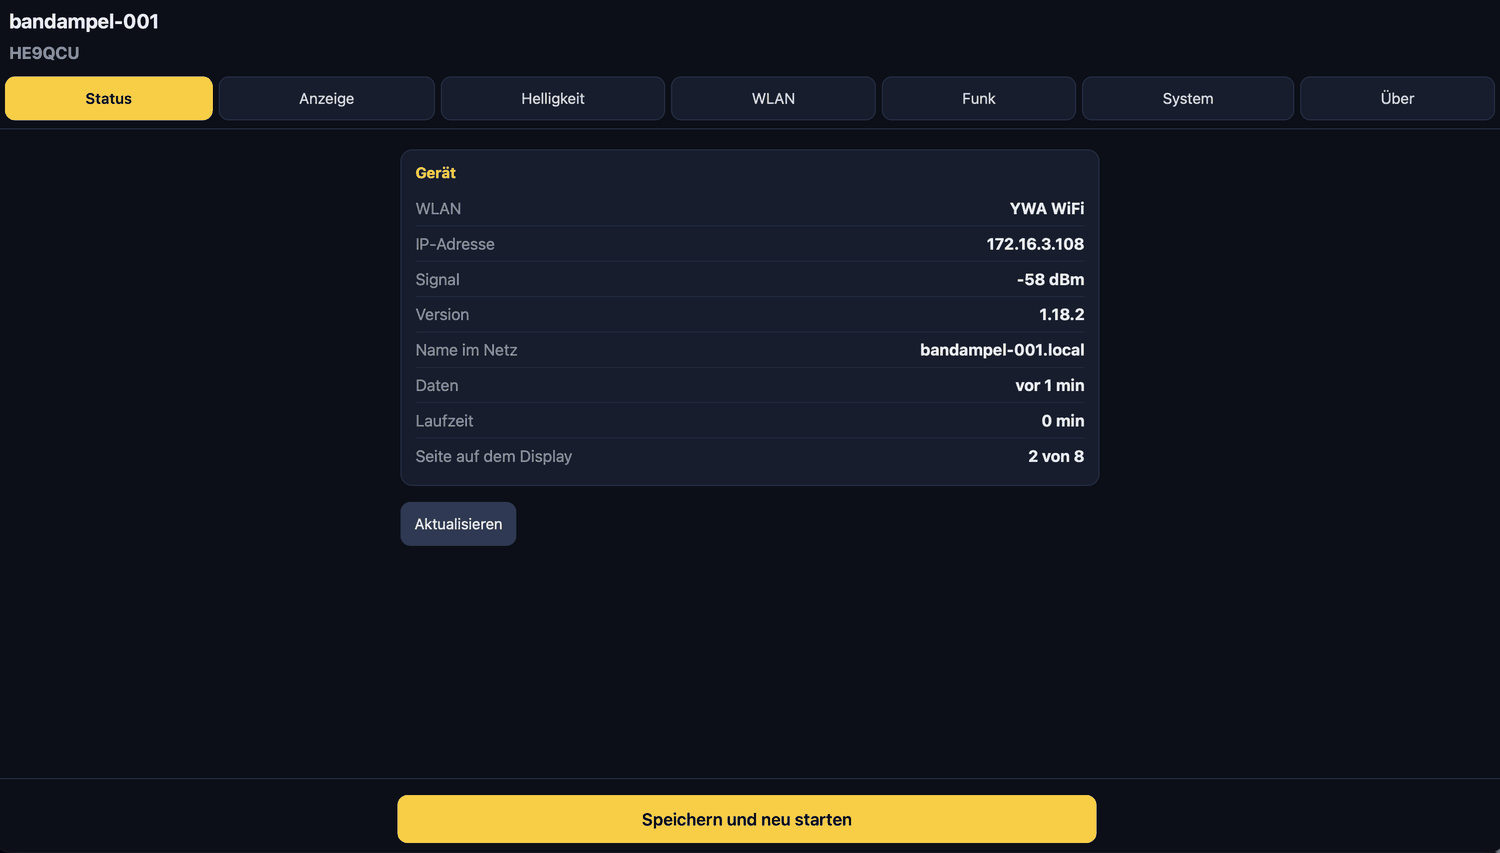 bandampel-001
HE9QCU
Status Anzeige Helligkeit WLAN Funk System Über
Gerät
WLAN YWA WiFi
IP-Adresse 172.16.3.108
Signal -58 dBm
Version 1.18.2
Name im Netz bandampel-001.local
Daten vor 1 min
Laufzeit 0 min
Seite auf dem Display 2 von 8
Aktualisieren
Speichern und neu starten